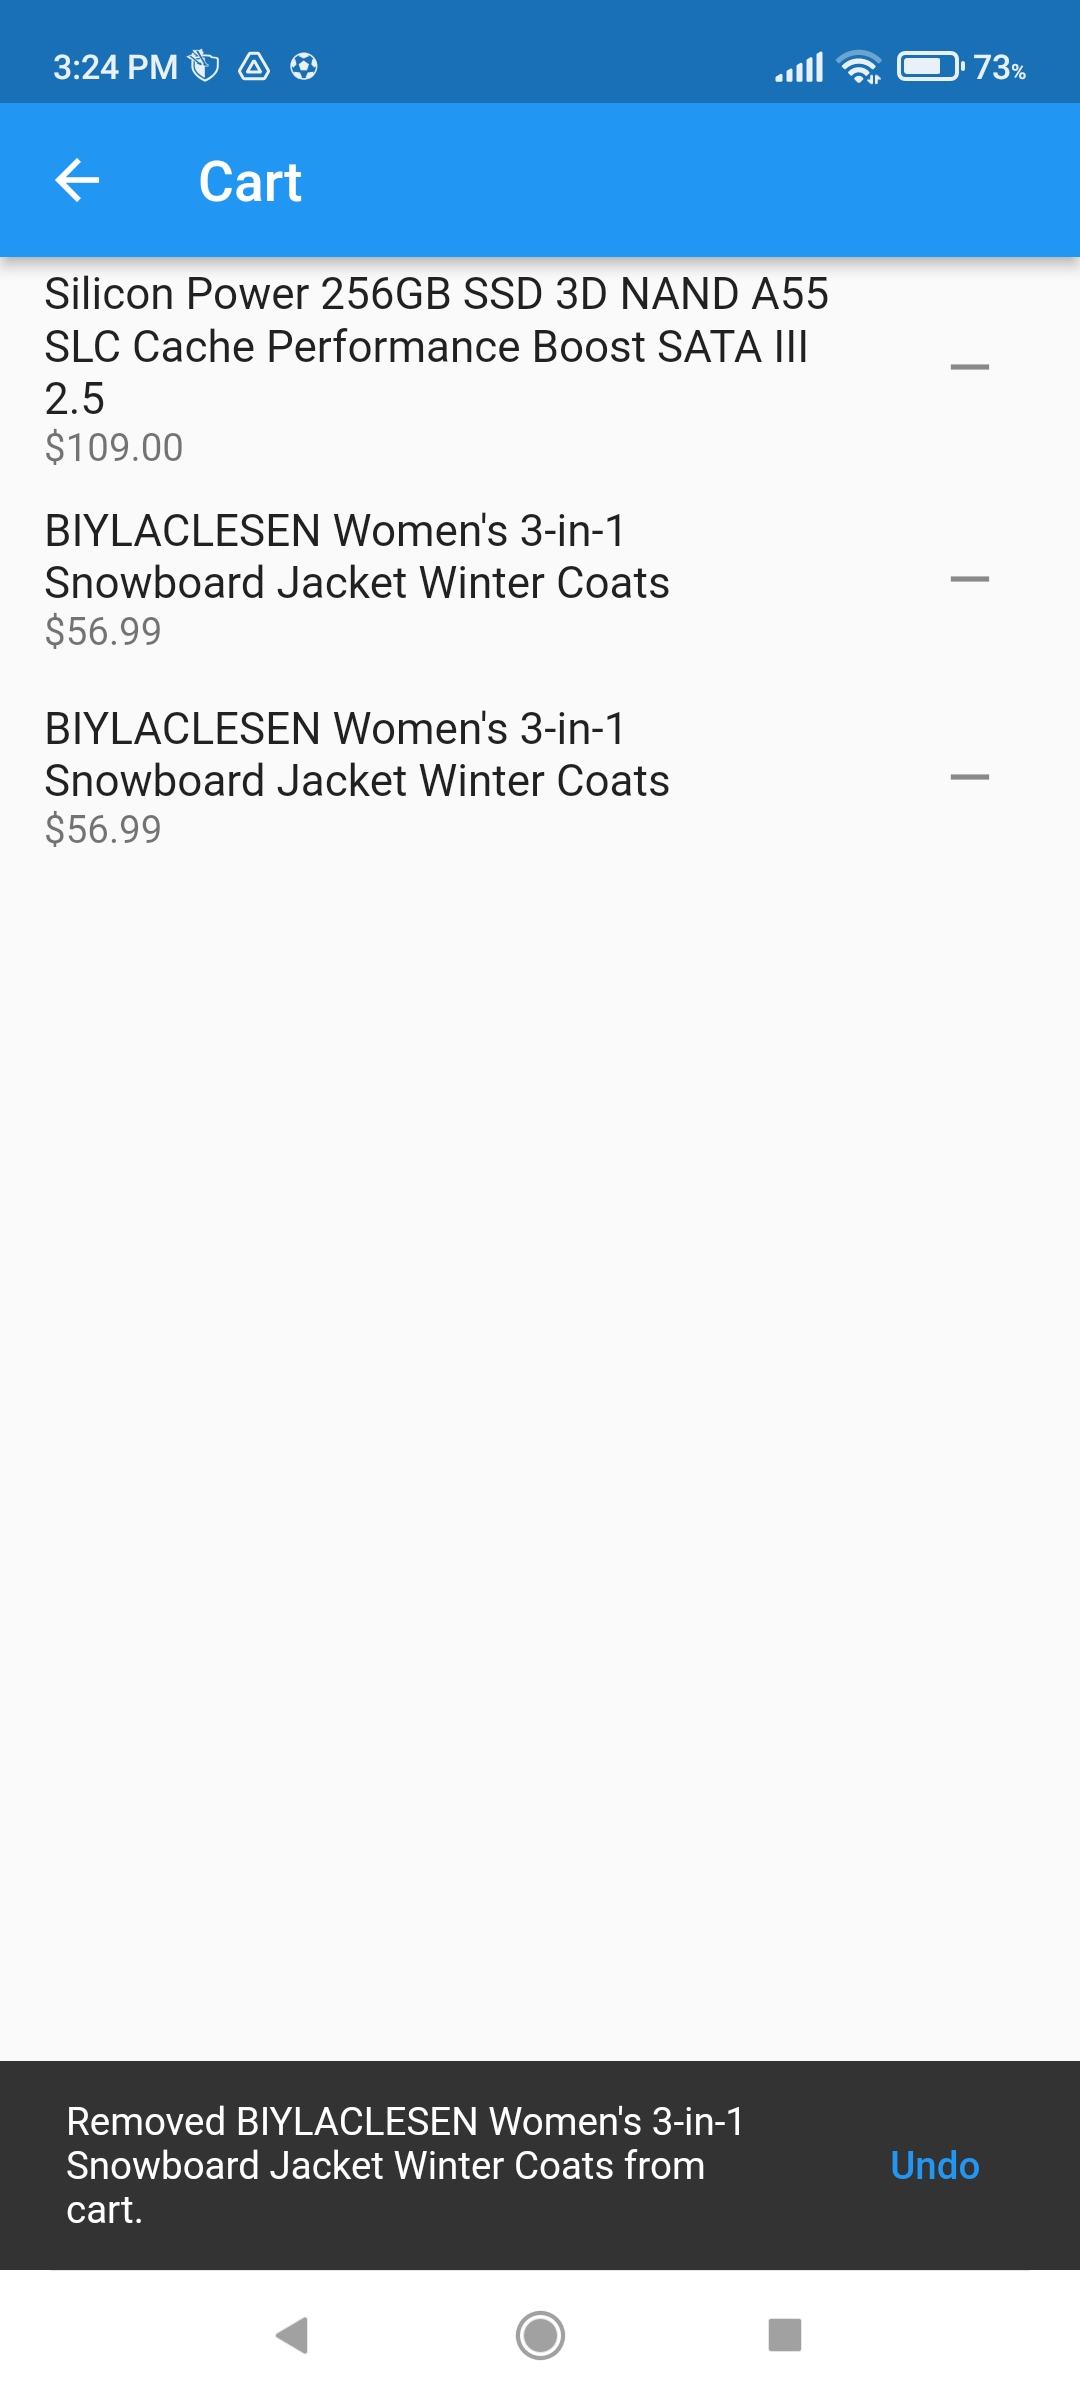 3:24 PM
73%
Cart
Silicon Power 256GB SSD 3D NAND A55
SLC Cache Performance Boost SATA III
2.5
$109.00
BIYLACLESEN Women's 3-in-1
Snowboard Jacket Winter Coats
$56.99
BIYLACLESEN Women's 3-in-1
Snowboard Jacket Winter Coats
$56.99
Removed BIYLACLESEN Women's 3-in-1
Snowboard Jacket Winter Coats from
cart.
Undo